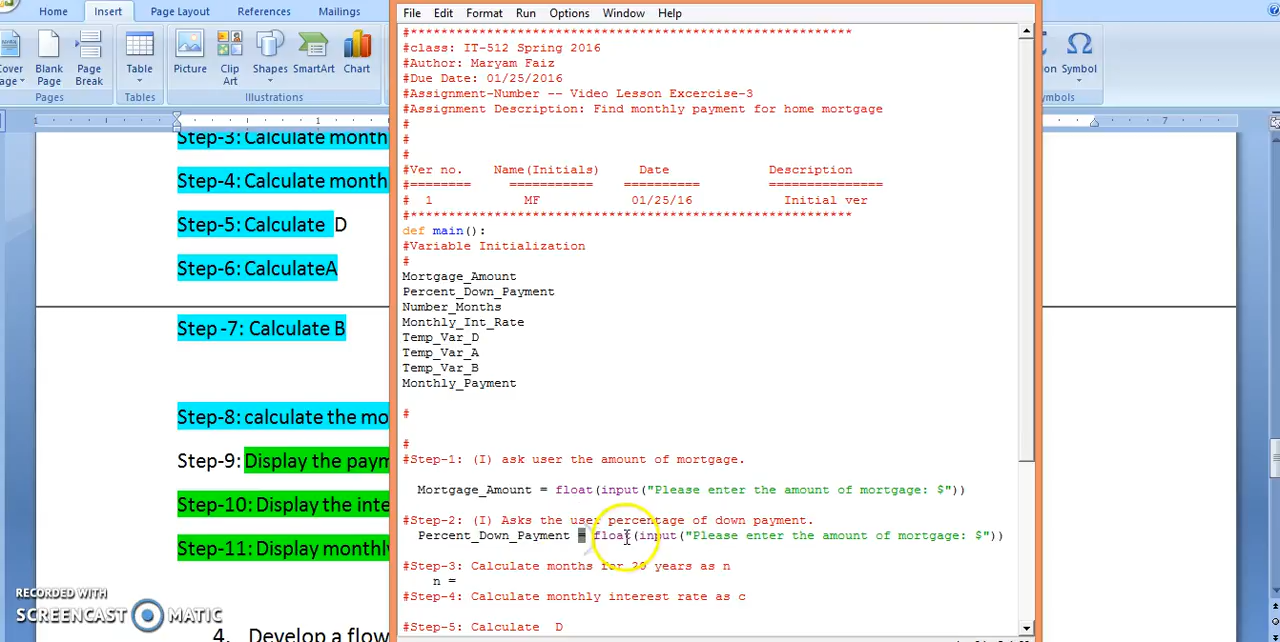 Home Insert Page Layout References Mailings
Blank Page
Page Break
Table
Picture
Clip Art
Shapes
SmartArt
Chart
Symbol
Pages
Tables
Illustrations
1 1 7
Step-3: Calculate month
Step-4: Calculate month
Step-5: Calculate D
Step-6: CalculateA
Step -7: Calculate B
Step-8: calculate the mo
Step-9: Display the paym
Step-10: Display the inte
Step-11: Display monthly
4. Develop a flow
RECORDED WITH
SCREENCAST MATIC
File Edit Format Run Options Window Help
#**********************************************************
#class: IT-512 Spring 2016
#Author: Maryam Faiz
#Due Date: 01/25/2016
#Assignment-Number -- Video Lesson Excercise-3
#Assignment Description: Find monthly payment for home mortgage
#
#
#
#Ver no. Name(Initials) Date Description
#======== =========== ========== ===============
# 1 MF 01/25/16 Initial ver
#**********************************************************
def main():
#Variable Initialization
#
Mortgage_Amount
Percent_Down_Payment
Number_Months
Monthly_Int_Rate
Temp_Var_D
Temp_Var_A
Temp_Var_B
Monthly_Payment
#
#
#Step-1: (I) ask user the amount of mortgage.
Mortgage_Amount = float(input("Please enter the amount of mortgage: $"))
#Step-2: (I) Asks the user percentage of down payment.
Percent_Down_Payment = float(input("Please enter the amount of mortgage: $"))
#Step-3: Calculate months for 30 years as n
n =
#Step-4: Calculate monthly interest rate as c
#Step-5: Calculate D